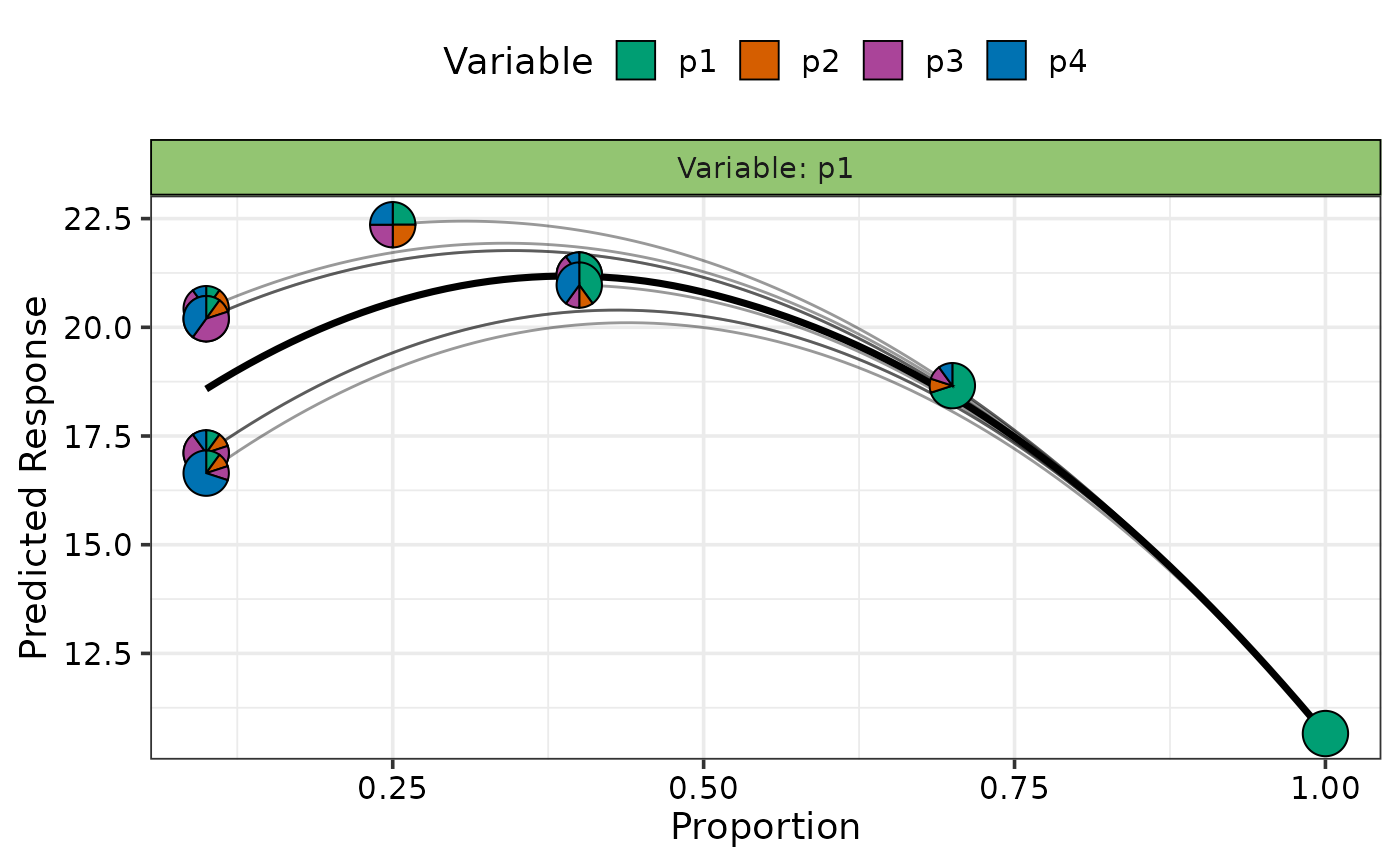 Variable p1 p2 p3 p4
Variable: p1
22.5
20.0
17.5
15.0
12.5
Predicted Response
0.25 0.50 0.75 1.00
Proportion